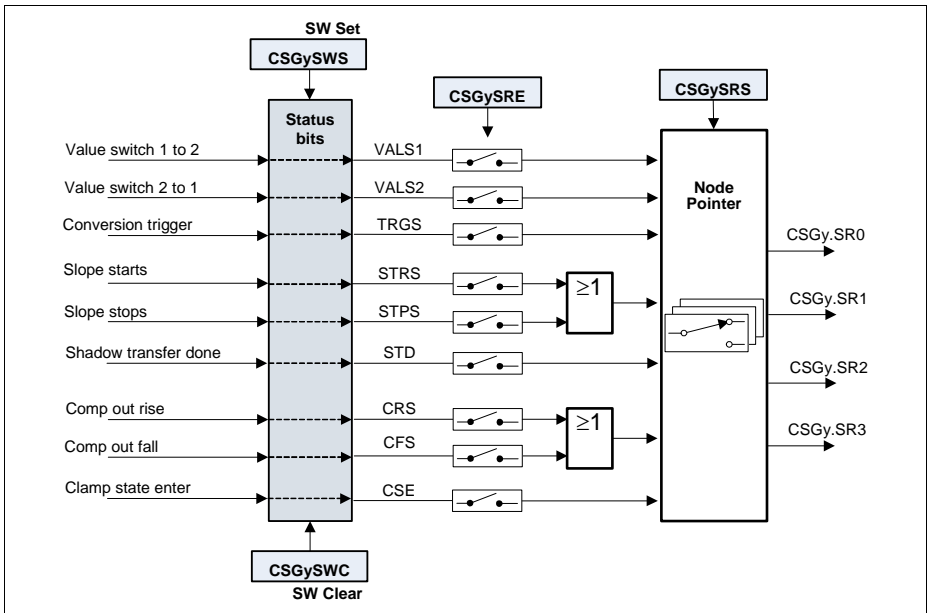 SW Set
CSGySWS
CSGySRE
CSGySRS
Status
bits
Value switch 1 to 2
VALS1
Value switch 2 to 1
VALS2
Node
Pointer
Conversion trigger
TRGS
CSGy.SR0
Slope starts
STRS
≥1
CSGy.SR1
Slope stops
STPS
Shadow transfer done
STD
CSGy.SR2
Comp out rise
CRS
≥1
CSGy.SR3
Comp out fall
CFS
Clamp state enter
CSE
CSGySWC
SW Clear